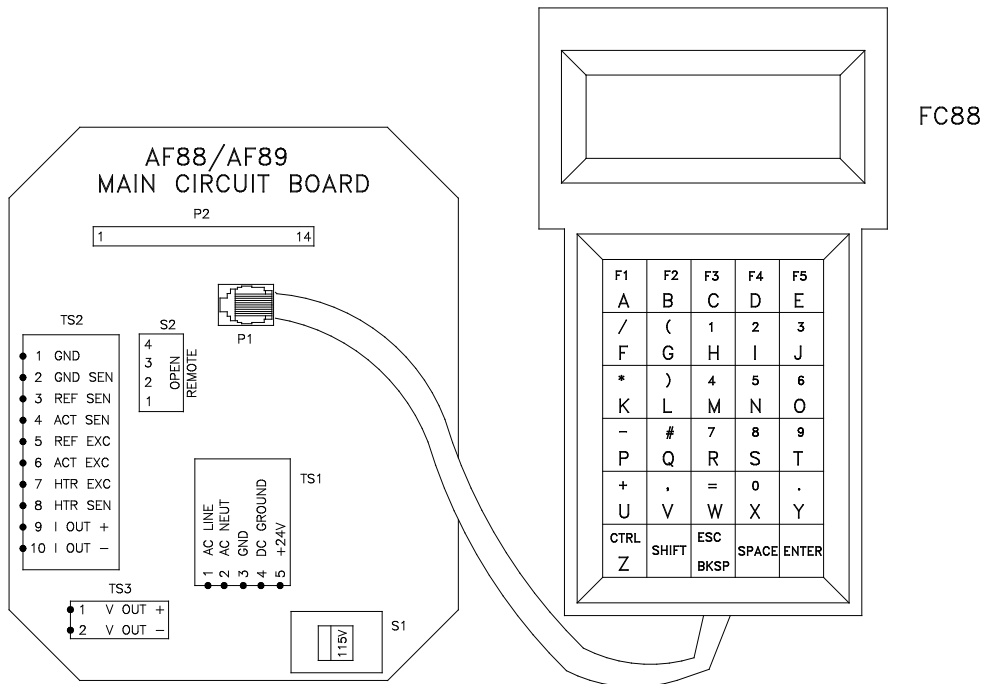 AF88/AF89
MAIN CIRCUIT BOARD
P2
1 14
P1
TS2
1 GND
2 GND SEN
3 REF SEN
4 ACT SEN
5 REF EXC
6 ACT EXC
7 HTR EXC
8 HTR SEN
9 I OUT +
10 I OUT -
S2
4
3
2
1
OPEN
REMOTE
TS1
1 AC LINE
2 AC NEUT
3 GND
4 DC GROUND
5 +24V
TS3
1 V OUT +
2 V OUT -
S1
115V
FC88
F1 F2 F3 F4 F5
A B C D E
/ ( 1 2 3
F G H I J
* ) 4 5 6
K L M N O
- # 7 8 9
P Q R S T
+ , = 0 .
U V W X Y
CTRL ESC
SHIFT SPACE ENTER
Z BKSP